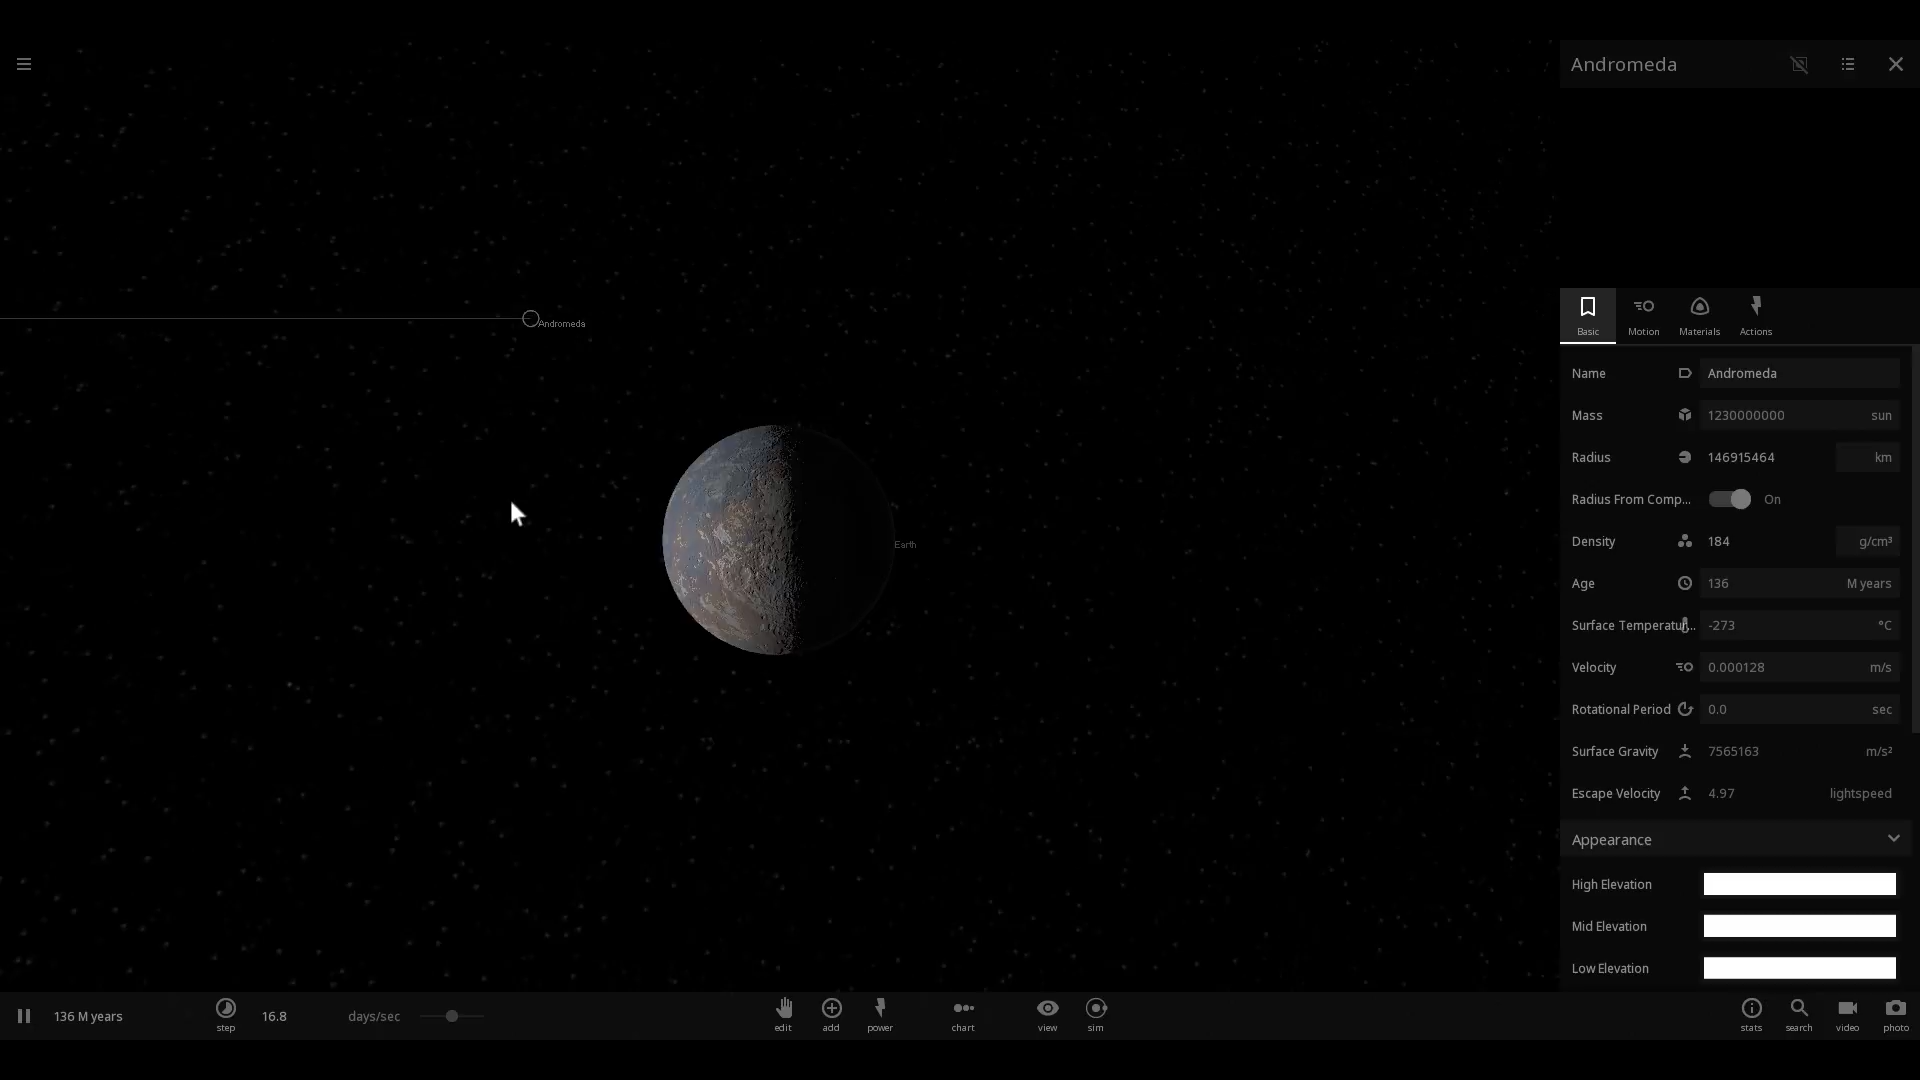 Andromeda
Andromeda
Earth
Basic
Motion
Materials
Actions
Name Andromeda
Mass 1230000000 sun
Radius 146915464 km
Radius From Comp... On
Density 184 g/cm³
Age 136 M years
Surface Temperatur... -273 °C
Velocity 0.000128 m/s
Rotational Period 0.0 sec
Surface Gravity 7565163 m/s²
Escape Velocity 4.97 lightspeed
Appearance
High Elevation
Mid Elevation
Low Elevation
136 M years
step
16.8 days/sec
edit
add
power
chart
view
sim
stats
search
video
photo